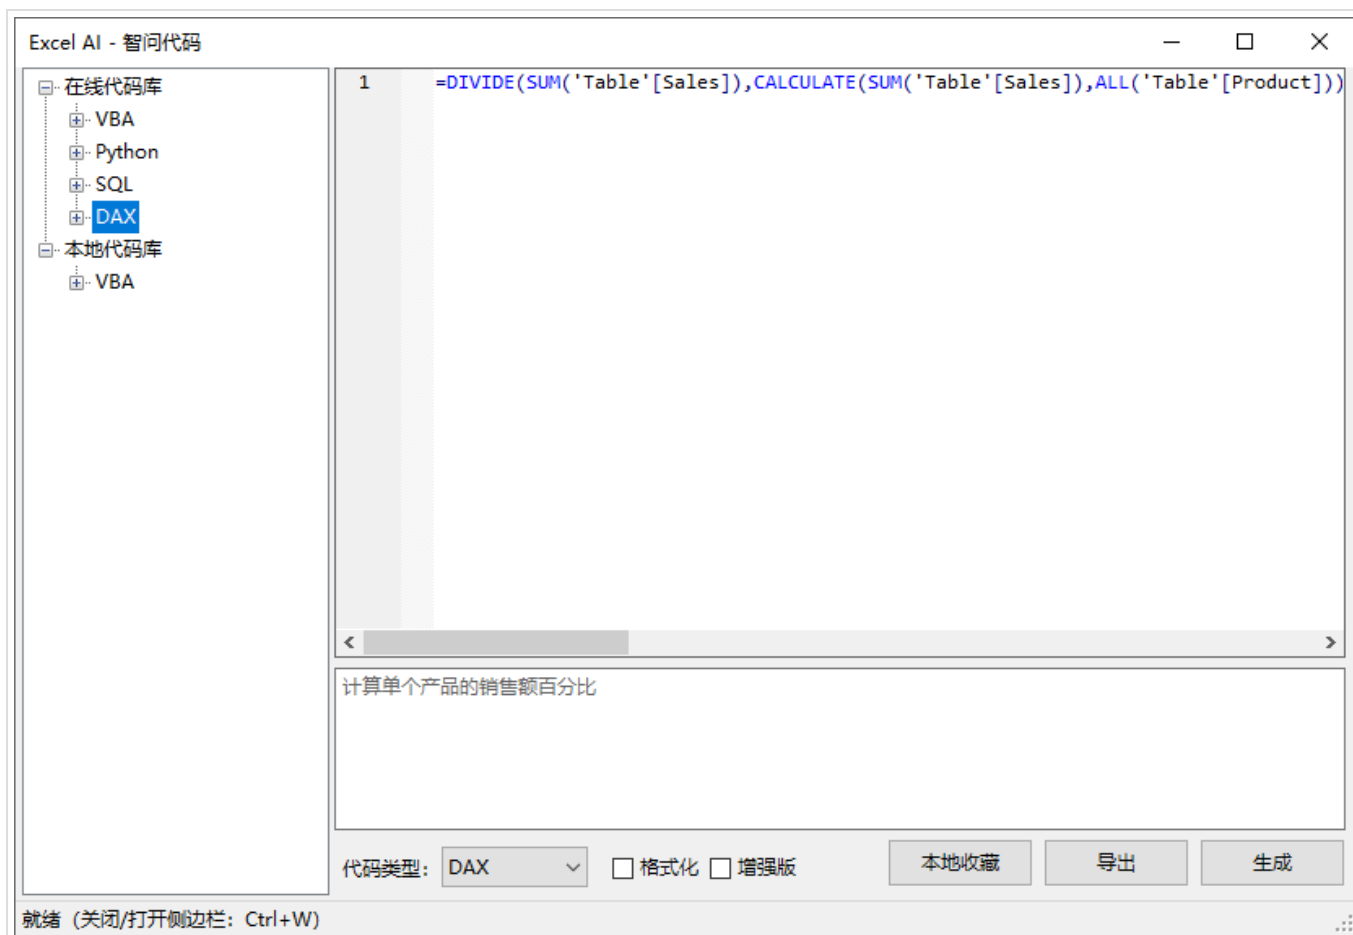 Excel AI - 智问代码
在线代码库
VBA
Python
SQL
DAX
本地代码库
VBA
1 =DIVIDE(SUM('Table'[Sales]),CALCULATE(SUM('Table'[Sales]),ALL('Table'[Product]))
计算单个产品的销售额百分比
代码类型: DAX 格式化 增强版 本地收藏 导出 生成
就绪 (关闭/打开侧边栏: Ctrl+W)